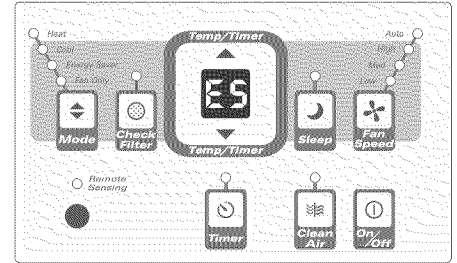 Heat
Cool
Energy Saver
Fan Only
Temp/Timer
ES
Temp/Timer
Auto
High
Med
Low
Mode
Check
Filter
Sleep
Fan
Speed
Remote
Sensing
Timer
Clean
Air
On/
Off